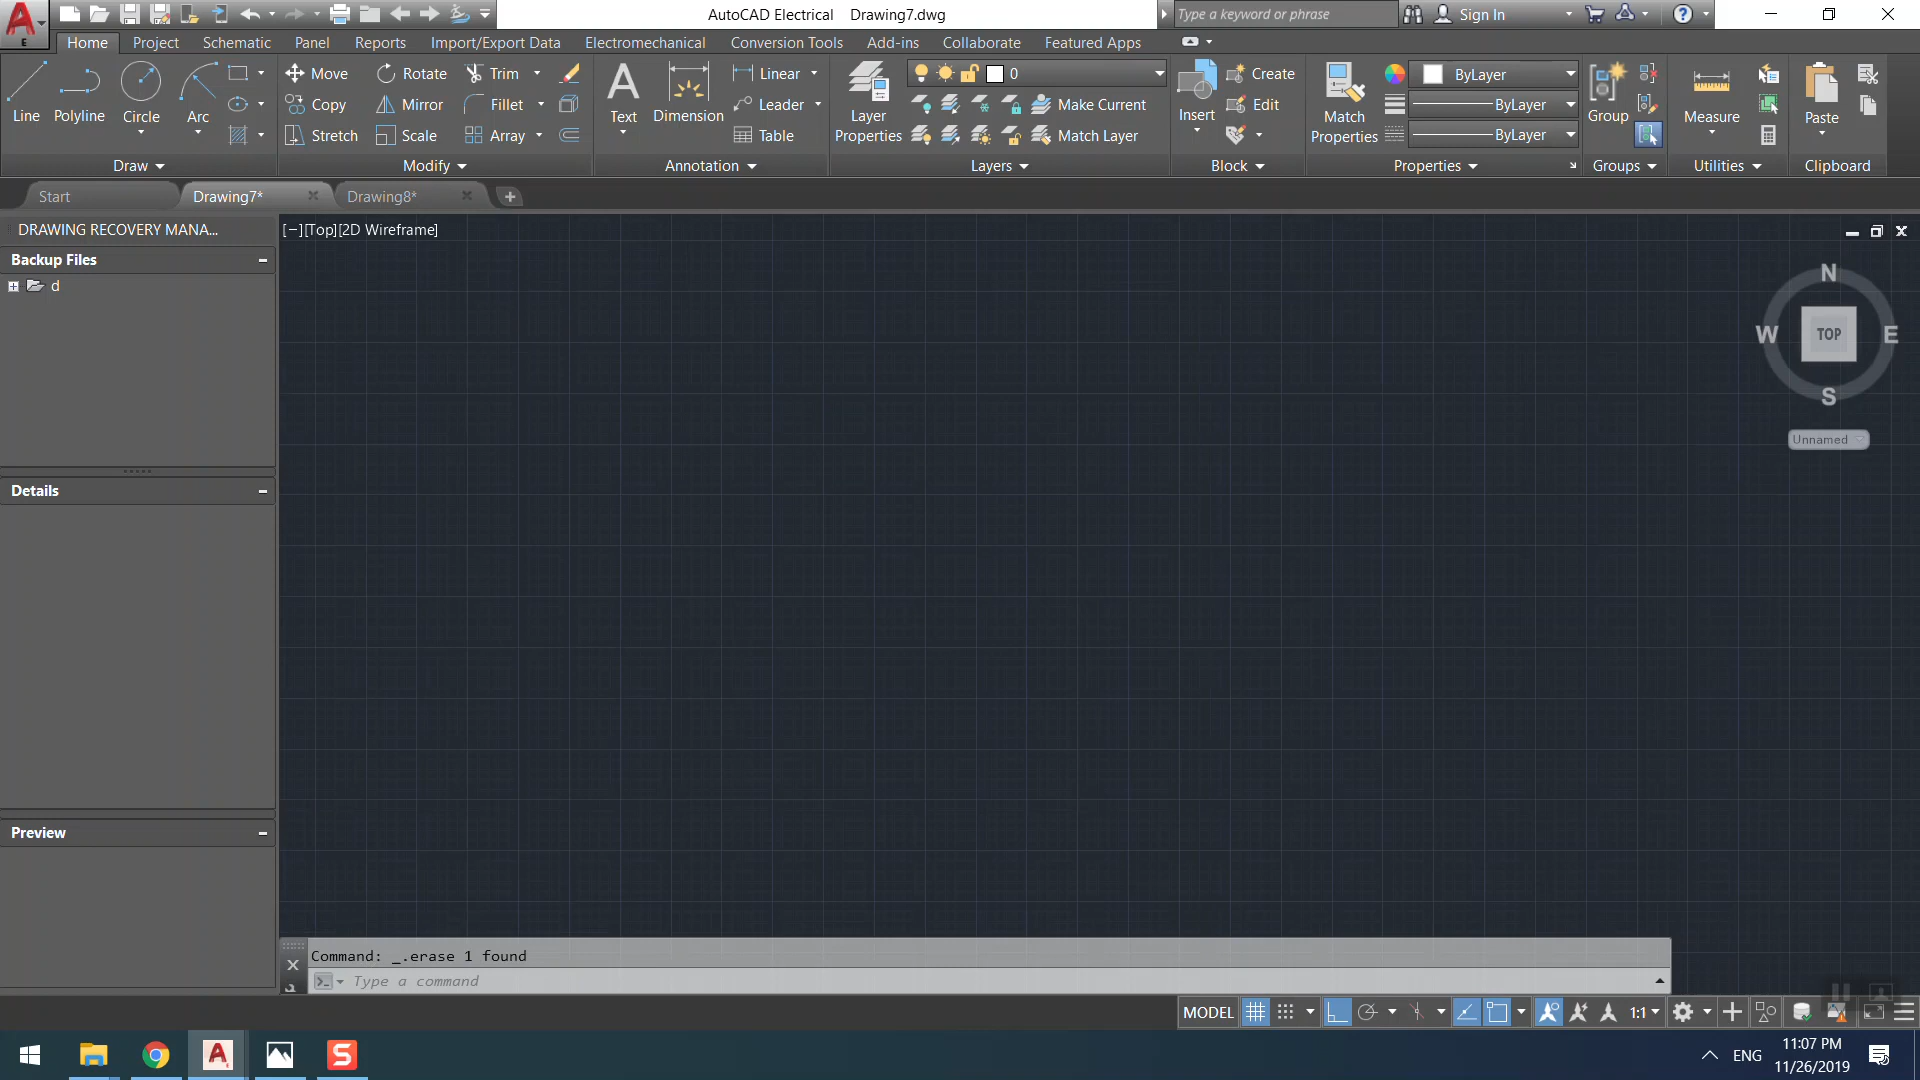 AutoCAD Electrical Drawing7.dwg
Type a keyword or phrase
Sign In
Home Project Schematic Panel Reports Import/Export Data Electromechanical Conversion Tools Add-ins Collaborate Featured Apps
Move Rotate Trim Linear 0 Create ByLayer
Copy Mirror Fillet Leader Make Current Edit ByLayer
Line Polyline Circle Arc Text Dimension Layer Insert Match Group Measure Paste
Stretch Scale Array Table Properties Match Layer Properties ByLayer
Draw Modify Annotation Layers Block Properties Groups Utilities Clipboard
Start Drawing7* Drawing8*
DRAWING RECOVERY MANA...
[−][Top][2D Wireframe]
Backup Files
d
N
W TOP E
S
Unnamed
Details
Preview
Command: _.erase 1 found
Type a command
MODEL 1:1
ENG 11:07 PM
11/26/2019